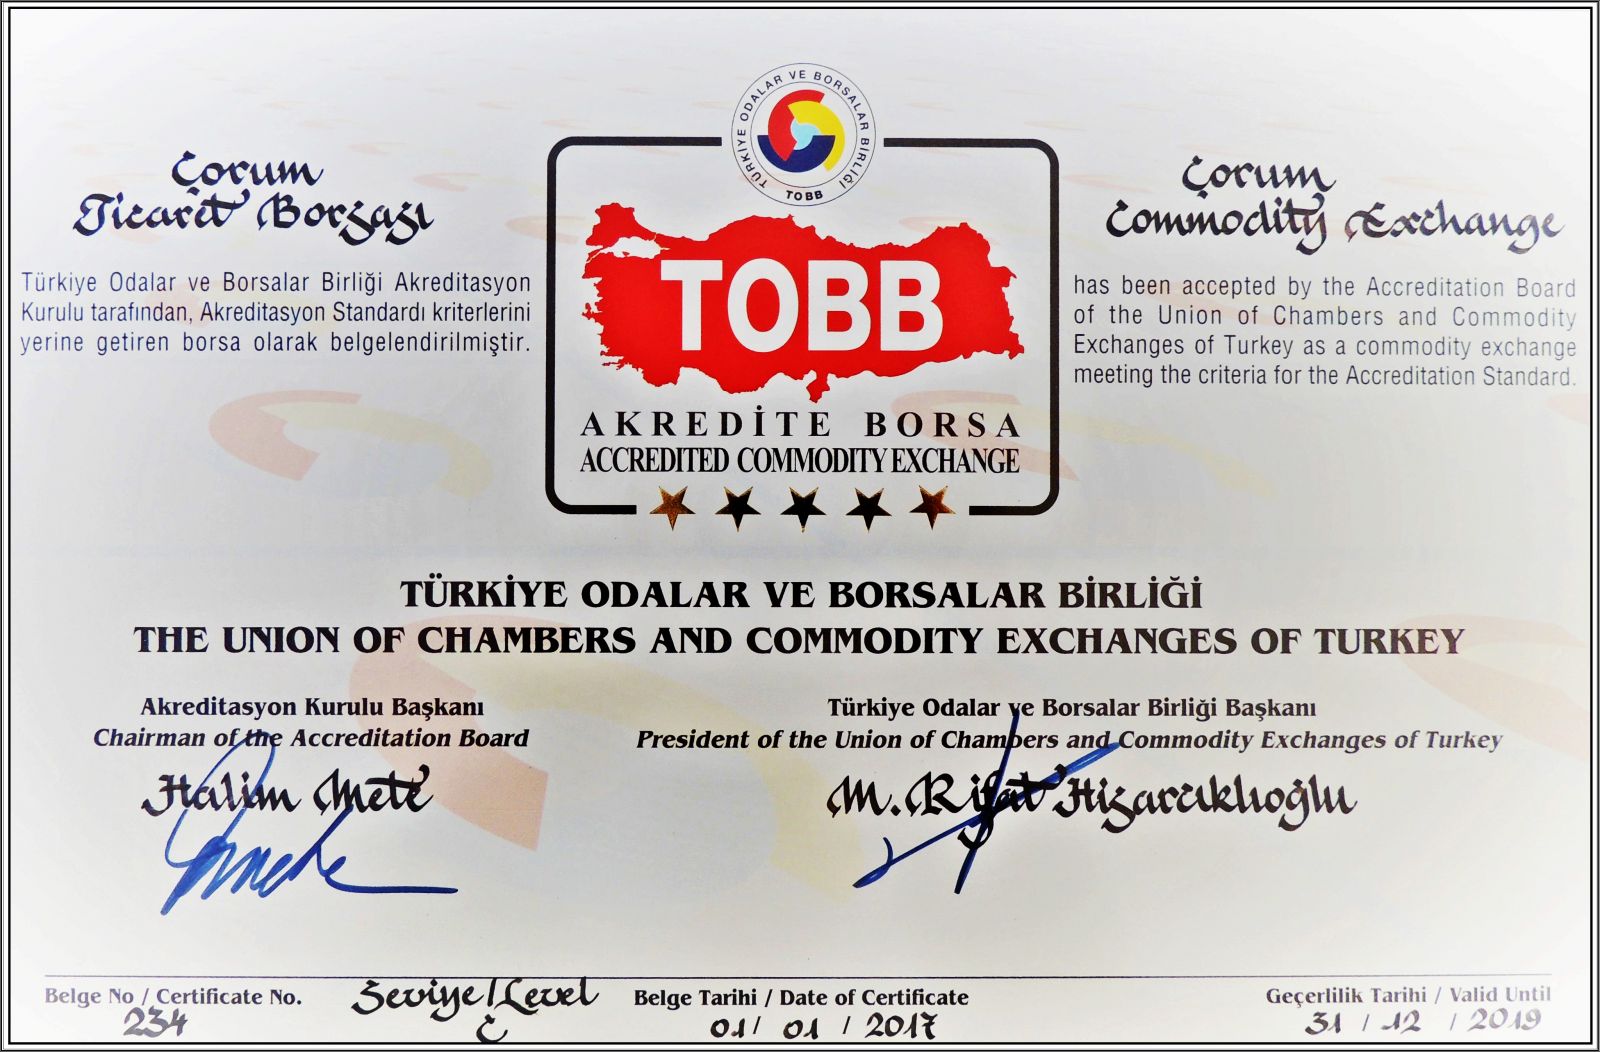 TÜRKİYE ODALAR VE BORSALAR BİRLİĞİ
TOBB
Çorum
Ticaret Borsası
Türkiye Odalar ve Borsalar Birliği Akreditasyon
Kurulu tarafından, Akreditasyon Standardı kriterlerini
yerine getiren borsa olarak belgelendirilmiştir.
TOBB
AKREDİTE BORSA
ACCREDITED COMMODITY EXCHANGE
Çorum
Commodity Exchange
has been accepted by the Accreditation Board
of the Union of Chambers and Commodity
Exchanges of Turkey as a commodity exchange
meeting the criteria for the Accreditation Standard.
TÜRKİYE ODALAR VE BORSALAR BİRLİĞİ
THE UNION OF CHAMBERS AND COMMODITY EXCHANGES OF TURKEY
Akreditasyon Kurulu Başkanı
Chairman of the Accreditation Board
Halim Mete
Türkiye Odalar ve Borsalar Birliği Başkanı
President of the Union of Chambers and Commodity Exchanges of Turkey
M. Rifat Hisarcıklıoğlu
Belge No / Certificate No.
234
Seviye/Level
C
Belge Tarihi / Date of Certificate
01 / 01 / 2017
Geçerlilik Tarihi / Valid Until
31 / 12 / 2019